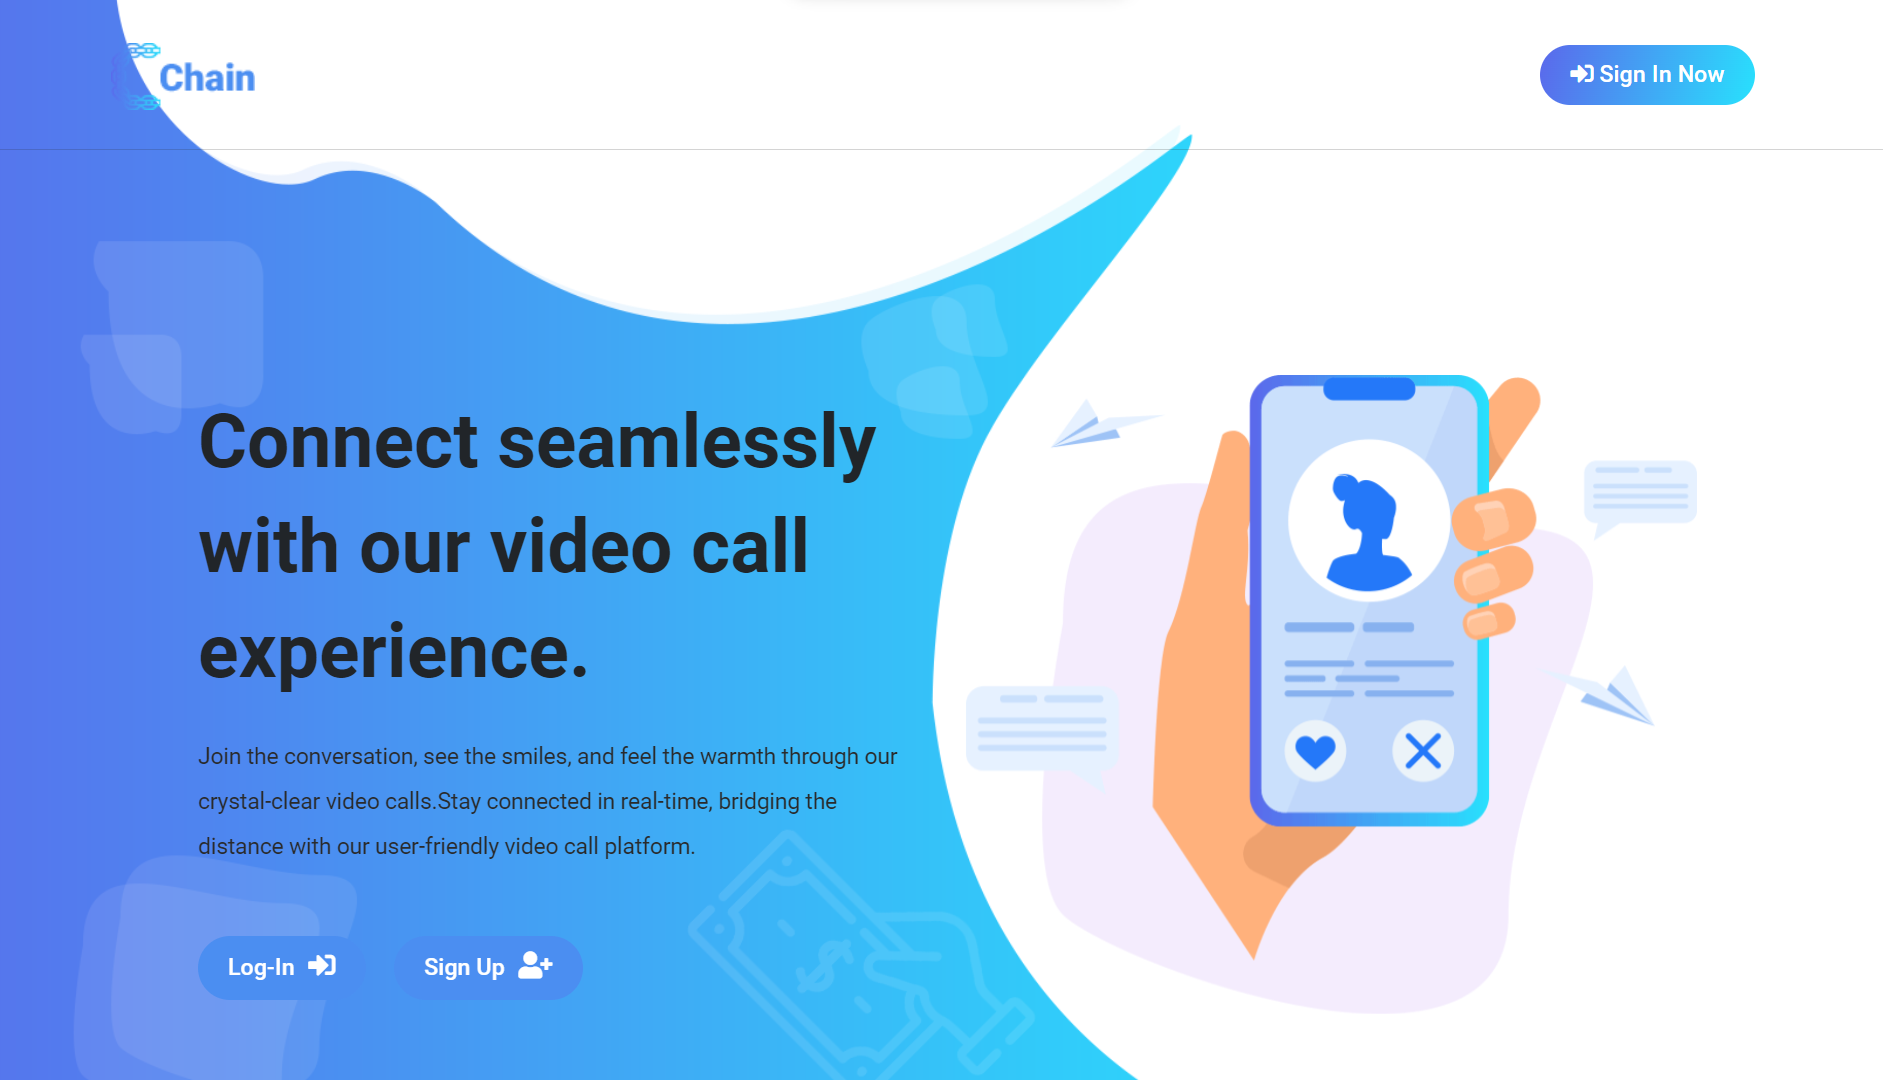 Chain
Sign In Now
Connect seamlessly
with our video call
experience.
Join the conversation, see the smiles, and feel the warmth through our
crystal-clear video calls.Stay connected in real-time, bridging the
distance with our user-friendly video call platform.
Log-In
Sign Up